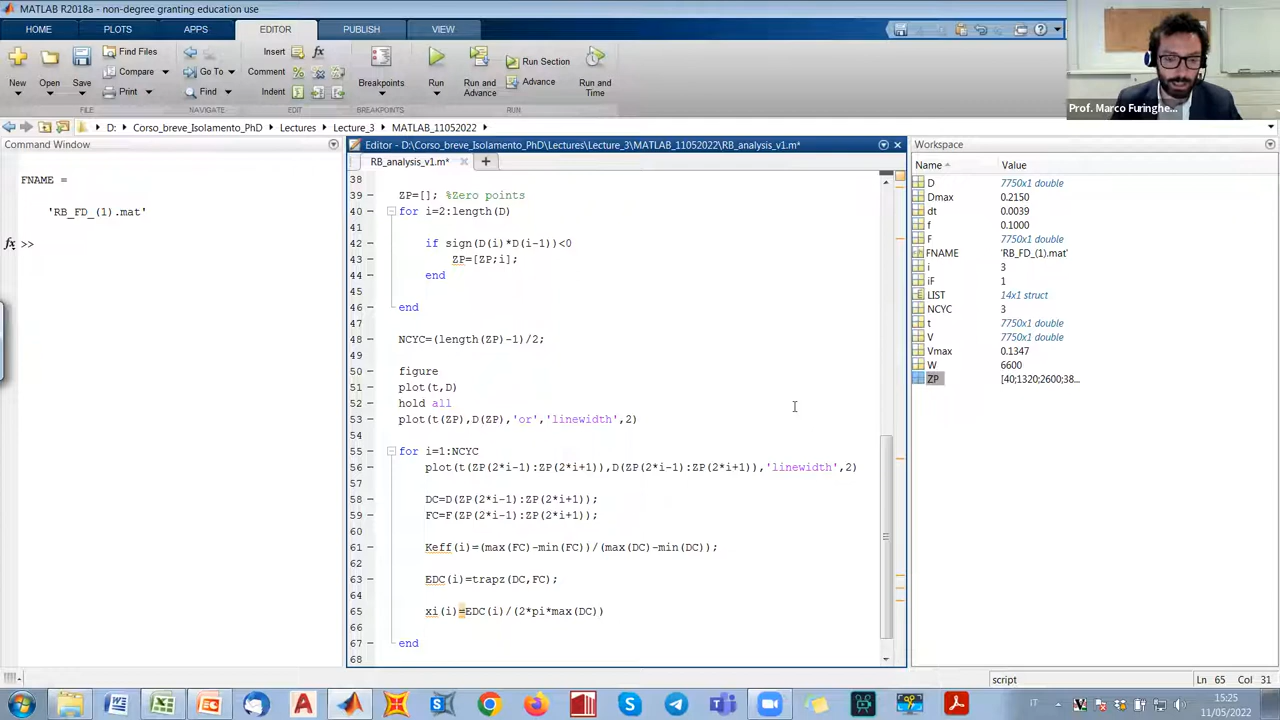 MATLAB R2018a - non-degree granting education use
HOME PLOTS APPS EDITOR PUBLISH VIEW
New Open Save Find Files Compare Print Go To Find Insert Comment Indent Breakpoints Run Run and Advance Run Section Advance Run and Time
FILE NAVIGATE EDIT BREAKPOINTS RUN
Prof. Marco Furinghe...
D: Corso_breve_Isolamento_PhD Lectures Lecture_3 MATLAB_11052022
Command Window
FNAME =
'RB_FD_(1).mat'
fx >>
Editor - D:\Corso_breve_Isolamento_PhD\Lectures\Lecture_3\MATLAB_11052022\RB_analysis_v1.m*
RB_analysis_v1.m*
38
39 ZP=[]; %Zero points
40 for i=2:length(D)
41
42 if sign(D(i)*D(i-1))<0
43 ZP=[ZP;i];
44 end
45
46 end
47
48 NCYC=(length(ZP)-1)/2;
49
50 figure
51 plot(t,D)
52 hold all
53 plot(t(ZP),D(ZP),'or','linewidth',2)
54
55 for i=1:NCYC
56 plot(t(ZP(2*i-1):ZP(2*i+1)),D(ZP(2*i-1):ZP(2*i+1)),'linewidth',2)
57
58 DC=D(ZP(2*i-1):ZP(2*i+1));
59 FC=F(ZP(2*i-1):ZP(2*i+1));
60
61 Keff(i)=(max(FC)-min(FC))/(max(DC)-min(DC));
62
63 EDC(i)=trapz(DC,FC);
64
65 xi(i)=EDC(i)/(2*pi*max(DC))
66
67 end
68
Workspace
Name Value
D 7750x1 double
Dmax 0.2150
dt 0.0039
f 0.1000
F 7750x1 double
FNAME 'RB_FD_(1).mat'
i 3
iF 1
LIST 14x1 struct
NCYC 3
t 7750x1 double
V 7750x1 double
Vmax 0.1347
W 6600
ZP [40;1320;2600;38...
script Ln 65 Col 31
IT 15:25
11/05/2022